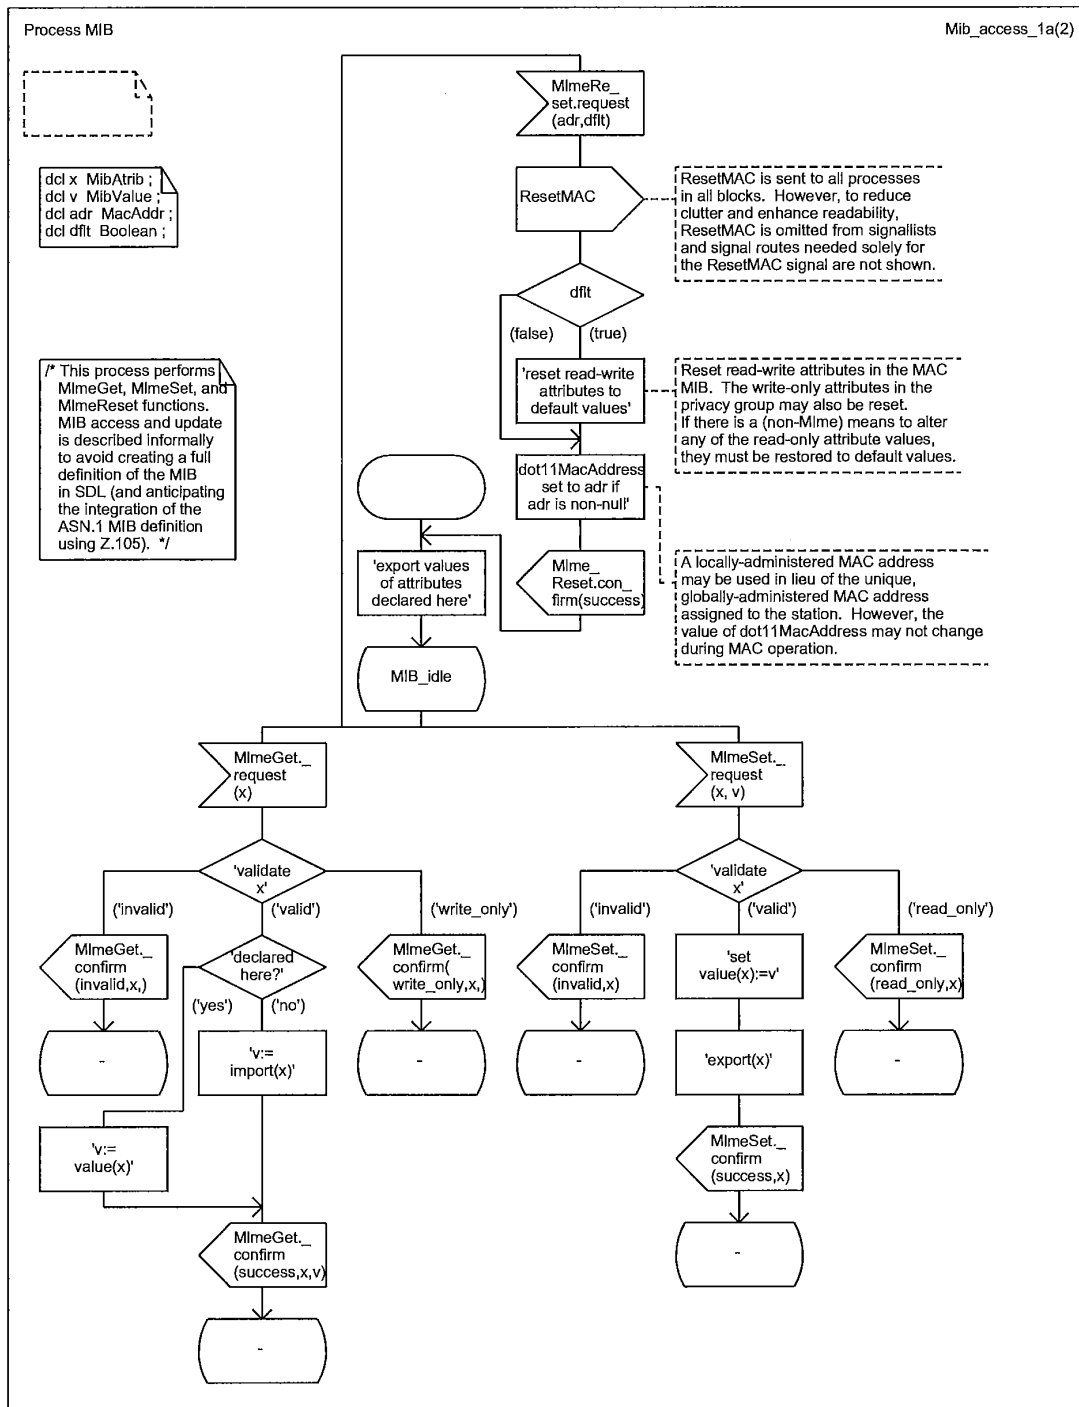 Process MIB
Mib_access_1a(2)
MlmeRe_
set.request
(adr,dflt)
dcl x MibAtrib ;
dcl v MibValue ;
dcl adr MacAddr ;
dcl dflt Boolean ;
ResetMAC
ResetMAC is sent to all processes
in all blocks. However, to reduce
clutter and enhance readability,
ResetMAC is omitted from signallists
and signal routes needed solely for
the ResetMAC signal are not shown.
dflt
(false)
(true)
/* This process performs
MlmeGet, MlmeSet, and
MlmeReset functions.
MIB access and update
is described informally
to avoid creating a full
definition of the MIB
in SDL (and anticipating
the integration of the
ASN.1 MIB definition
using Z.105). */
'reset read-write
attributes to
default values'
Reset read-write attributes in the MAC
MIB. The write-only attributes in the
privacy group may also be reset.
If there is a (non-Mlme) means to alter
any of the read-only attribute values,
they must be restored to default values.
dot11MacAddress
set to adr if
adr is non-null'
'export values
of attributes
declared here'
Mlme_
Reset.con_
firm(success)
A locally-administered MAC address
may be used in lieu of the unique,
globally-administered MAC address
assigned to the station. However, the
value of dot11MacAddress may not change
during MAC operation.
MIB_idle
MlmeGet._
request
(x)
MlmeSet._
request
(x, v)
'validate
x'
'validate
x'
('invalid')
('valid')
('write_only')
('invalid')
('valid')
('read_only')
MlmeGet._
confirm
(invalid,x,)
'declared
here?'
MlmeGet._
confirm(
write_only,x,)
MlmeSet._
confirm
(invalid,x)
'set
value(x):=v'
MlmeSet._
confirm
(read_only,x)
('yes')
('no')
-
'v:=
import(x)'
-
-
'export(x)'
-
'v:=
value(x)'
MlmeSet._
confirm
(success,x)
MlmeGet._
confirm
(success,x,v)
-
-